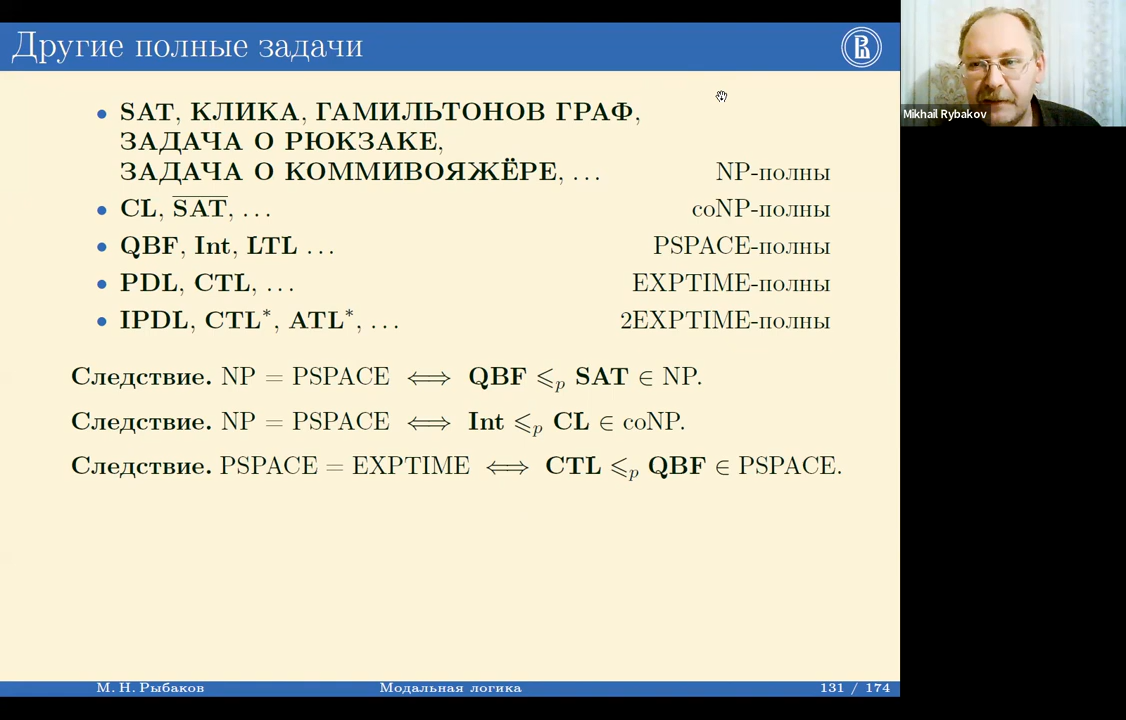 Другие полные задачи
Mikhail Rybakov
• SAT, КЛИКА, ГАМИЛЬТОНОВ ГРАФ,
ЗАДАЧА О РЮКЗАКЕ,
ЗАДАЧА О КОММИВОЯЖЁРЕ, ... NP-полны
• CL, S̅A̅T̅, ... coNP-полны
• QBF, Int, LTL ... PSPACE-полны
• PDL, CTL, ... EXPTIME-полны
• IPDL, CTL*, ATL*, ... 2EXPTIME-полны
Следствие. NP = PSPACE ⟺ QBF ⩽ₚ SAT ∈ NP.
Следствие. NP = PSPACE ⟺ Int ⩽ₚ CL ∈ coNP.
Следствие. PSPACE = EXPTIME ⟺ CTL ⩽ₚ QBF ∈ PSPACE.
М. Н. Рыбаков Модальная логика 131 / 174